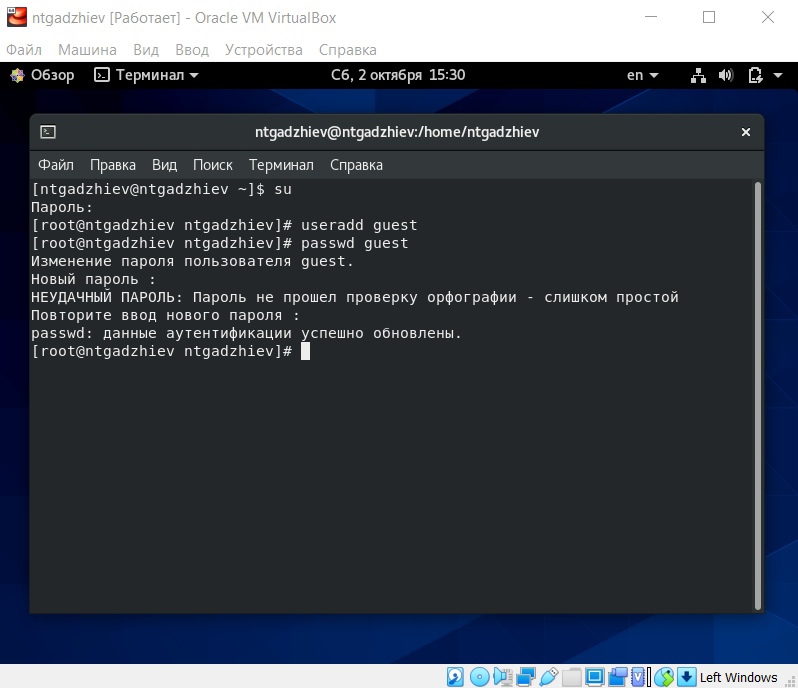 ntgadzhiev [Работает] - Oracle VM VirtualBox
Файл Машина Вид Ввод Устройства Справка
Обзор Терминал Сб, 2 октября 15:30 en
ntgadzhiev@ntgadzhiev:/home/ntgadzhiev
Файл Правка Вид Поиск Терминал Справка
[ntgadzhiev@ntgadzhiev ~]$ su
Пароль:
[root@ntgadzhiev ntgadzhiev]# useradd guest
[root@ntgadzhiev ntgadzhiev]# passwd guest
Изменение пароля пользователя guest.
Новый пароль :
НЕУДАЧНЫЙ ПАРОЛЬ: Пароль не прошел проверку орфографии - слишком простой
Повторите ввод нового пароля :
passwd: данные аутентификации успешно обновлены.
[root@ntgadzhiev ntgadzhiev]#
Left Windows